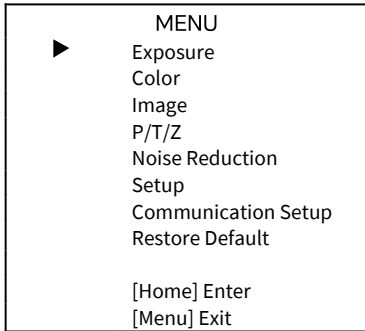 MENU
Exposure
Color
Image
P/T/Z
Noise Reduction
Setup
Communication Setup
Restore Default
[Home] Enter
[Menu] Exit